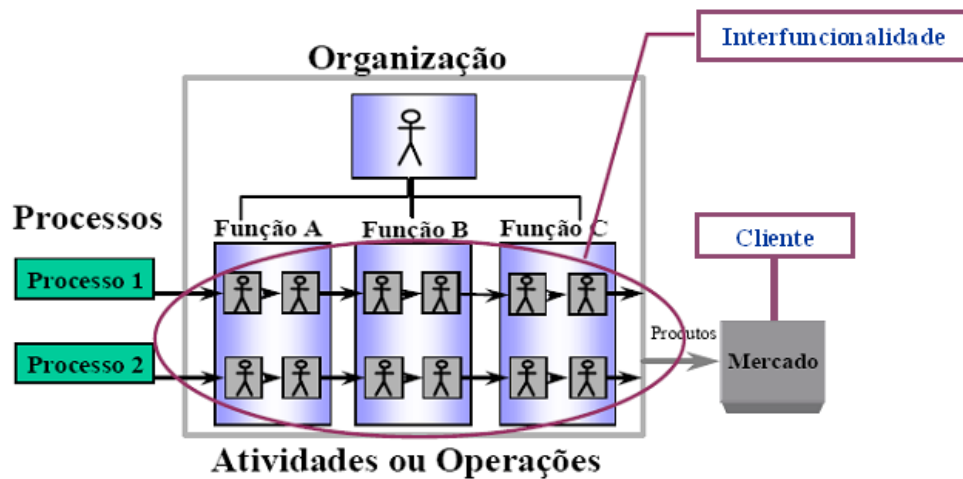 Interfuncionalidade
Organização
Processos
Função A
Função B
Função C
Cliente
Processo 1
Produtos
Mercado
Processo 2
Atividades ou Operações